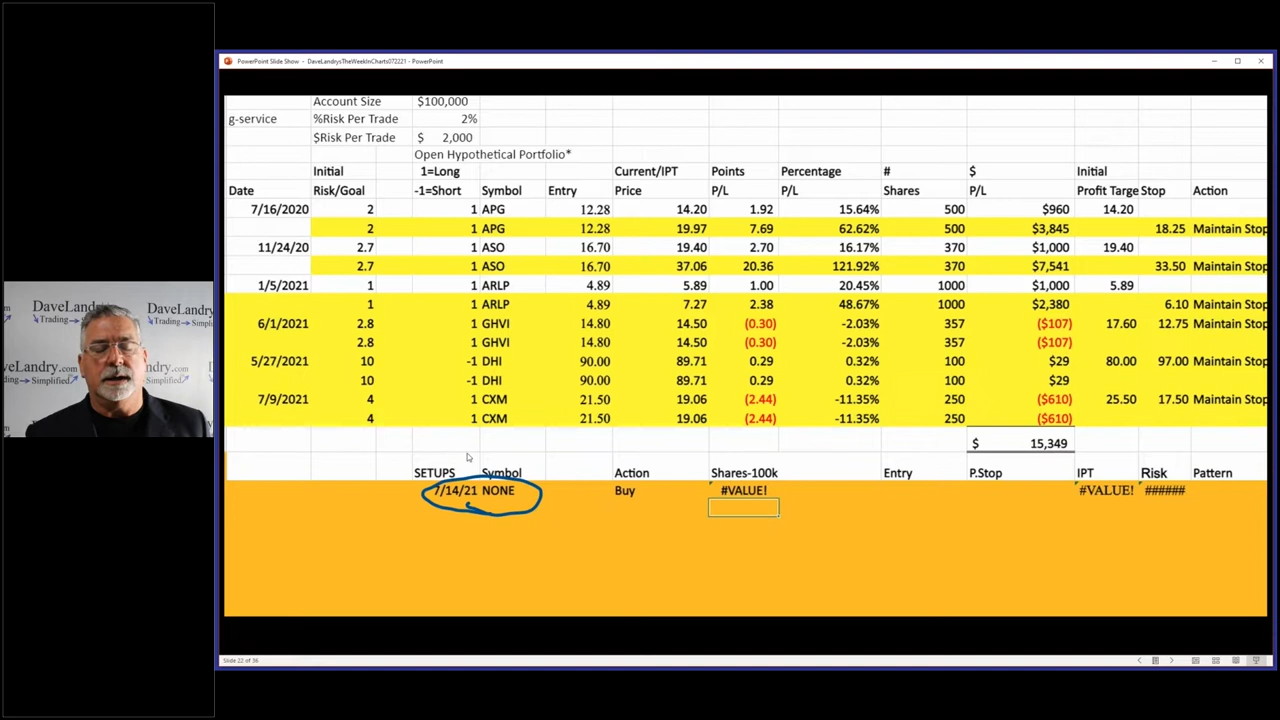 PowerPoint Slide Show - DaveLandrysTheWeekInCharts072221 - PowerPoint
Account Size $100,000
g-service %Risk Per Trade 2%
$Risk Per Trade $ 2,000
Open Hypothetical Portfolio*
Initial 1=Long Current/IPT Points Percentage # $ Initial
Date Risk/Goal -1=Short Symbol Entry Price P/L P/L Shares P/L Profit Targe Stop Action
7/16/2020 2 1 APG 12.28 14.20 1.92 15.64% 500 $960 14.20
2 1 APG 12.28 19.97 7.69 62.62% 500 $3,845 18.25 Maintain Stop
11/24/20 2.7 1 ASO 16.70 19.40 2.70 16.17% 370 $1,000 19.40
2.7 1 ASO 16.70 37.06 20.36 121.92% 370 $7,541 33.50 Maintain Stop
1/5/2021 1 1 ARLP 4.89 5.89 1.00 20.45% 1000 $1,000 5.89
1 1 ARLP 4.89 7.27 2.38 48.67% 1000 $2,380 6.10 Maintain Stop
6/1/2021 2.8 1 GHVI 14.80 14.50 (0.30) -2.03% 357 ($107) 17.60 12.75 Maintain Stop
2.8 1 GHVI 14.80 14.50 (0.30) -2.03% 357 ($107)
5/27/2021 10 -1 DHI 90.00 89.71 0.29 0.32% 100 $29 80.00 97.00 Maintain Stop
10 -1 DHI 90.00 89.71 0.29 0.32% 100 $29
7/9/2021 4 1 CXM 21.50 19.06 (2.44) -11.35% 250 ($610) 25.50 17.50 Maintain Stop
4 1 CXM 21.50 19.06 (2.44) -11.35% 250 ($610)
$ 15,349
SETUPS Symbol Action Shares-100k Entry P.Stop IPT Risk Pattern
7/14/21 NONE Buy #VALUE! #VALUE! ######
Slide 22 of 36
DaveLandry DaveLandry.
Trading Simpl
DaveLandry.com
Simplified